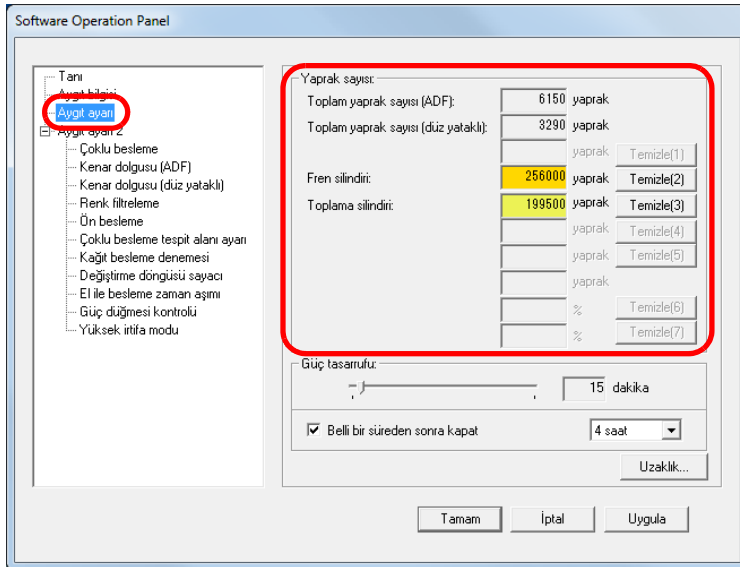 Software Operation Panel
Tanı
Aygıt bilgisi
Aygıt ayarı
Aygıt ayarı 2
Çoklu besleme
Kenar dolgusu (ADF)
Kenar dolgusu (düz yataklı)
Renk filtreleme
Ön besleme
Çoklu besleme tespit alanı ayarı
Kağıt besleme denemesi
Değiştirme döngüsü sayacı
El ile besleme zaman aşımı
Güç düğmesi kontrolü
Yüksek irtifa modu
Yaprak sayısı:
Toplam yaprak sayısı (ADF): 6150 yaprak
Toplam yaprak sayısı (düz yataklı): 3290 yaprak
yaprak Temizle(1)
Fren silindiri: 256000 yaprak Temizle(2)
Toplama silindiri: 199500 yaprak Temizle(3)
yaprak Temizle(4)
yaprak Temizle(5)
yaprak
% Temizle(6)
% Temizle(7)
Güç tasarrufu:
15 dakika
Belli bir süreden sonra kapat 4 saat
Uzaklık...
Tamam İptal Uygula